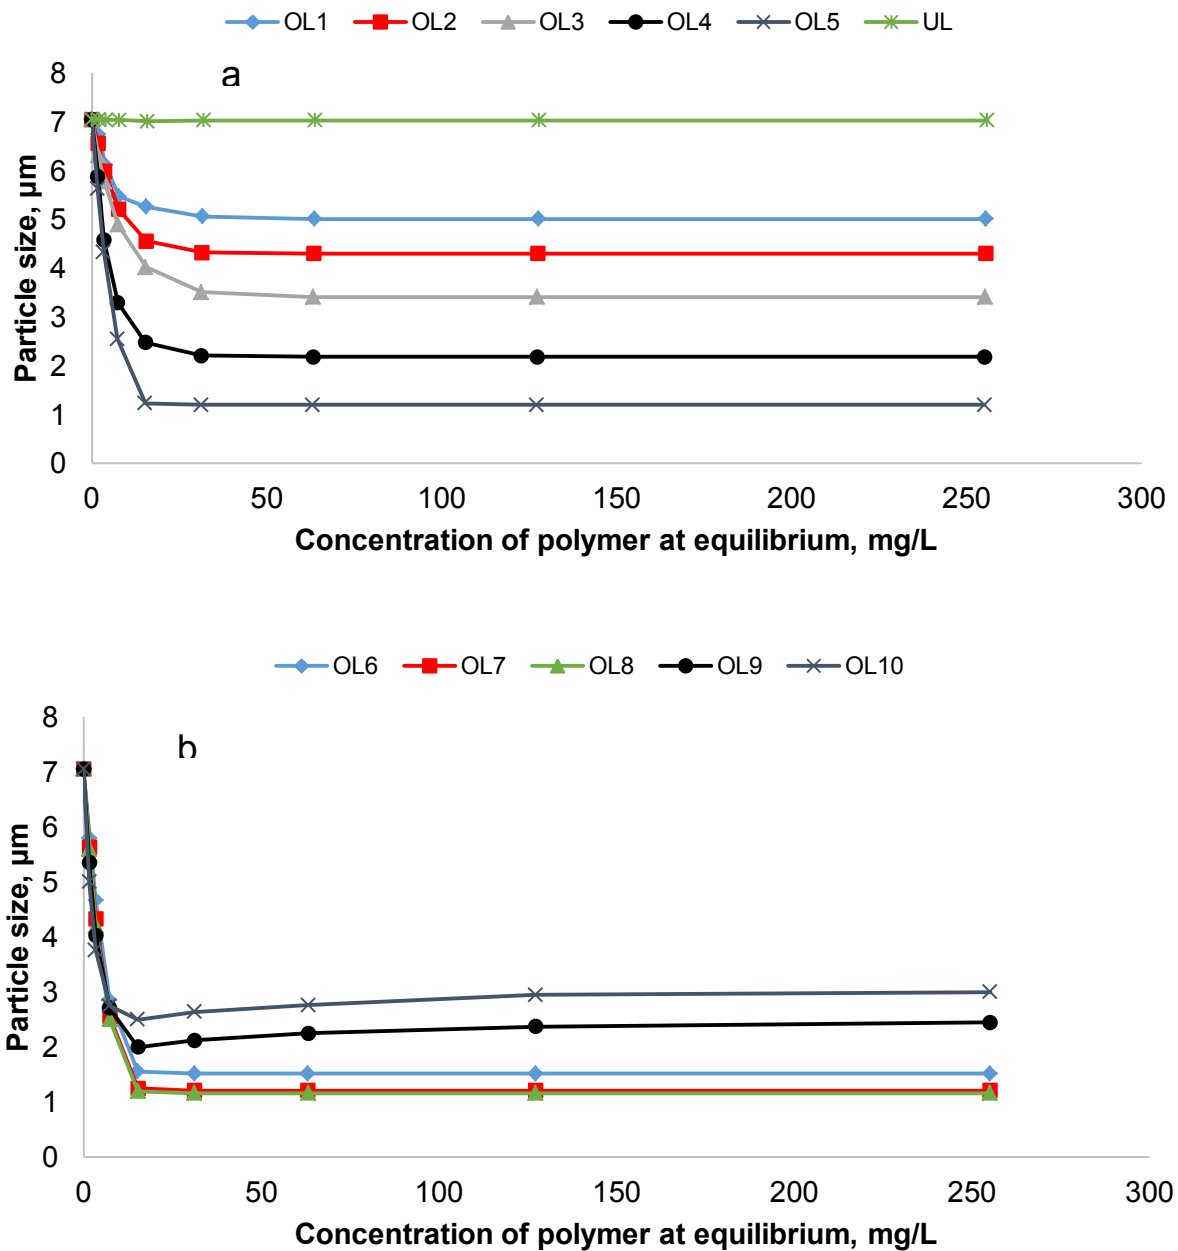 OL1 OL2 OL3 OL4 OL5 UL
a
8
7
6
5
4
3
2
1
0
Particle size, µm
0 50 100 150 200 250 300
Concentration of polymer at equilibrium, mg/L
OL6 OL7 OL8 OL9 OL10
b
8
7
6
5
4
3
2
1
0
Particle size, µm
0 50 100 150 200 250 300
Concentration of polymer at equilibrium, mg/L